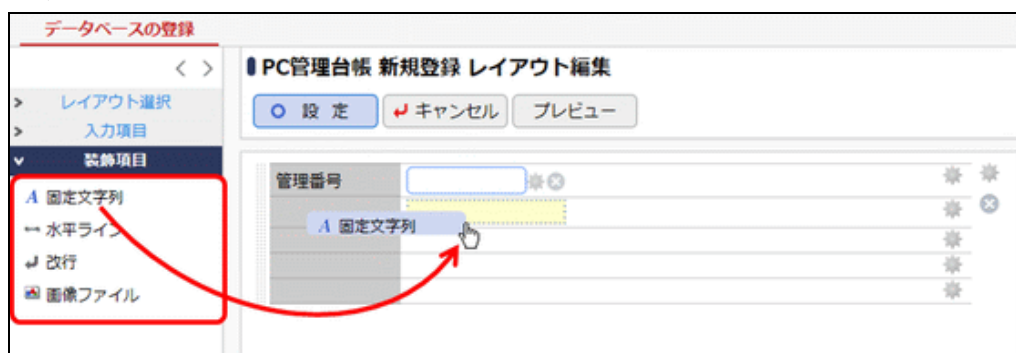 データベースの登録
< >
PC管理台帳 新規登録 レイアウト編集
> レイアウト選択
設 定
キャンセル
プレビュー
> 入力項目
装飾項目
管理番号
A 固定文字列
A 固定文字列
水平ライン
改行
画像ファイル